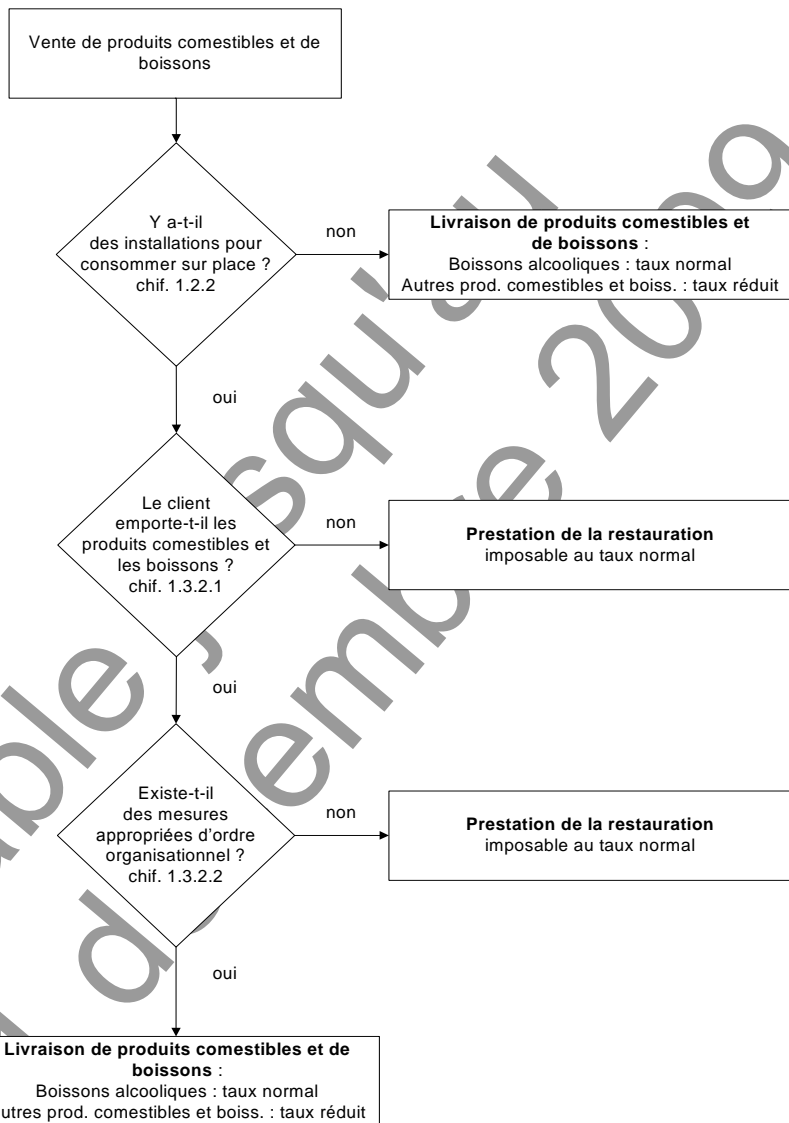 Vente de produits comestibles et de
boissons
Y a-t-il
des installations pour
consommer sur place ?
chif. 1.2.2
non
Livraison de produits comestibles et
de boissons :
Boissons alcooliques : taux normal
Autres prod. comestibles et boiss. : taux réduit
oui
Le client
emporte-t-il les
produits comestibles et
les boissons ?
chif. 1.3.2.1
non
Prestation de la restauration
imposable au taux normal
oui
Existe-t-il
des mesures
appropriées d'ordre
organisationnel ?
chif. 1.3.2.2
non
Prestation de la restauration
imposable au taux normal
oui
Livraison de produits comestibles et de
boissons :
Boissons alcooliques : taux normal
utres prod. comestibles et boiss. : taux réduit
able jusqu'au
décembre 2009